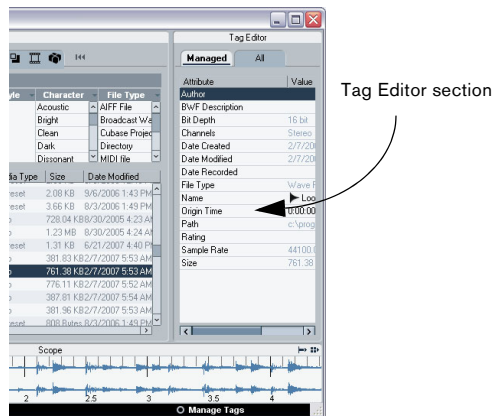 Tag Editor
Managed All
Attribute Value
Author
BWF Description
Bit Depth 16 bit
Channels Stereo
Date Created 2/7/20
Date Modified 2/7/20
Date Recorded
File Type Wave F
Name Loo
Origin Time 0:00:00
Path c:\prog
Rating
Sample Rate 44100.
Size 761.38
Tag Editor section
yle Character File Type
Acoustic AIFF File
Bright Broadcast Wa
Clean Cubase Projec
Dark Directory
Dissonant MIDI file
dia Type Size Date Modified
reset 2.08 KB 9/6/2006 1:43 PM
reset 3.66 KB 8/3/2006 1:49 PM
728.04 KB 8/30/2005 4:23 AM
1.23 MB 8/30/2005 4:24 AM
reset 1.31 KB 6/21/2007 4:40 P
381.83 KB 2/7/2007 5:53 AM
761.38 KB 2/7/2007 5:53 AM
776.11 KB 2/7/2007 5:52 AM
387.81 KB 2/7/2007 5:54 AM
381.96 KB 2/7/2007 5:53 AM
reset 808 Bytes 8/3/2006 1:49 PM
Scope
2 2.5 3 3.5 4
Manage Tags